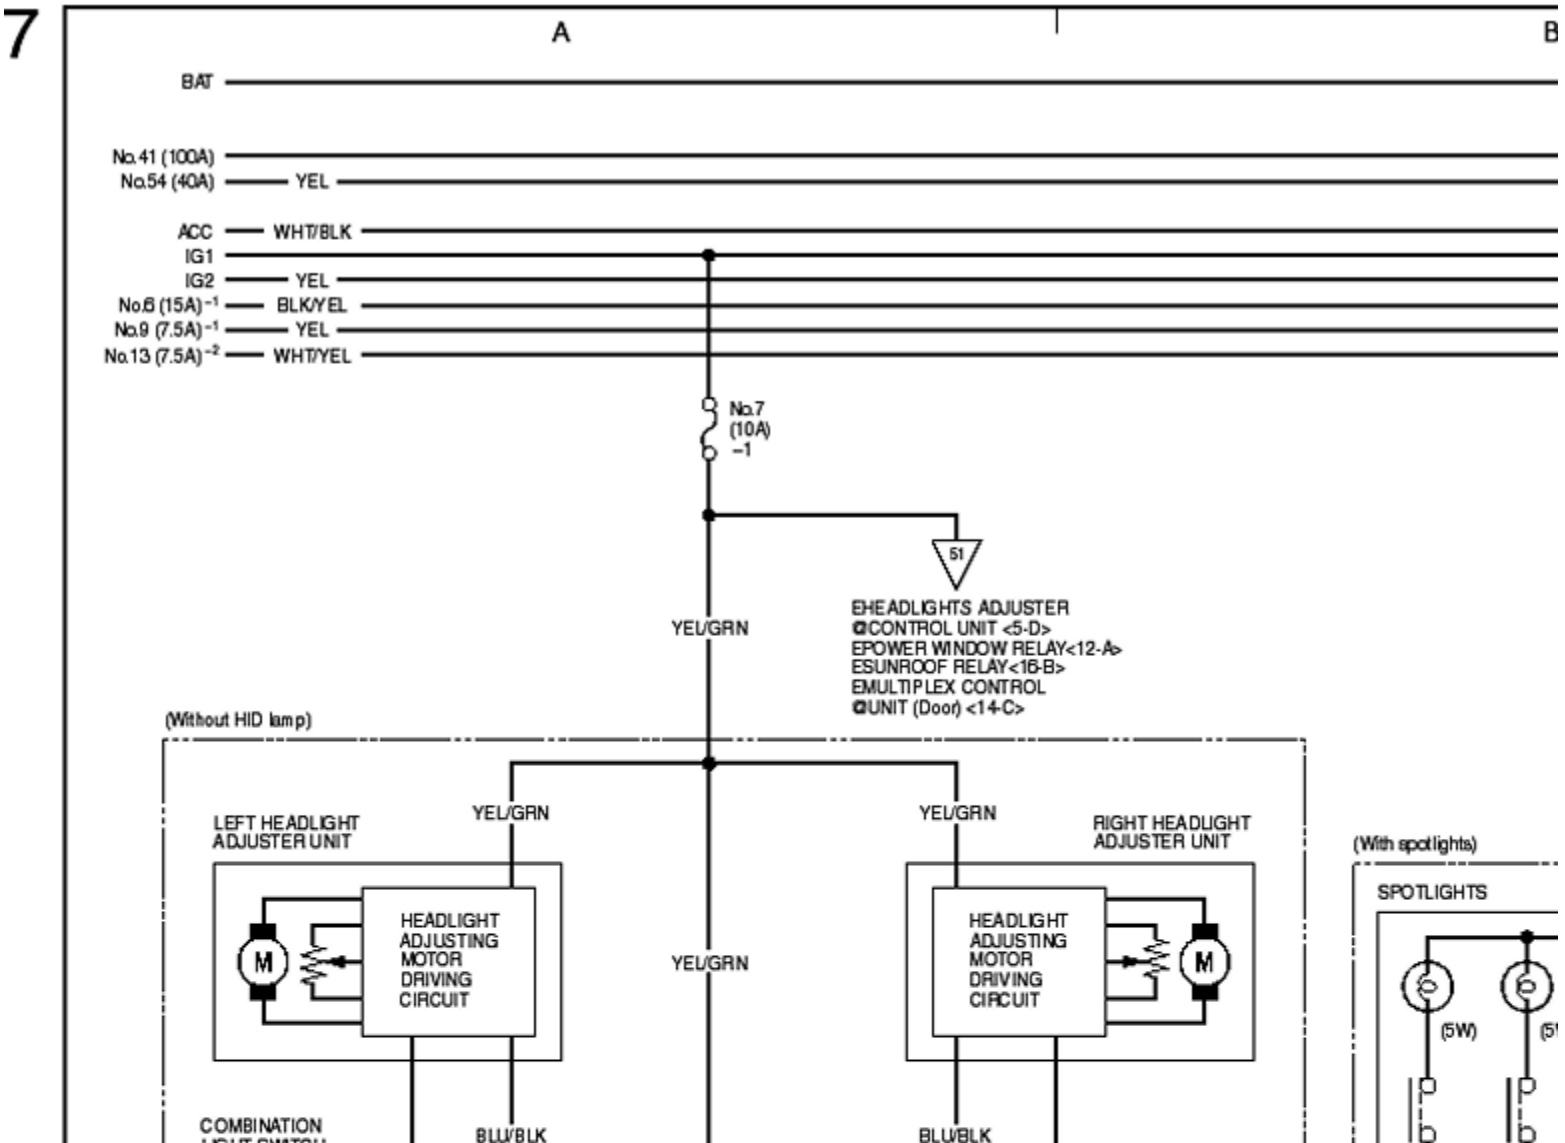 7
A
B
BAT
No.41 (100A)
No.54 (40A) YEL
ACC WHT/BLK
IG1
IG2 YEL
No.6 (15A) -1 BLK/YEL
No.9 (7.5A) -1 YEL
No.13 (7.5A) -2 WHT/YEL
No.7
(10A)
-1
51
EHEADLIGHTS ADJUSTER
@CONTROL UNIT <5-D>
EPOWER WINDOW RELAY<12-A>
ESUNROOF RELAY<16-B>
EMULTIPLEX CONTROL
@UNIT (Door) <14-C>
YEL/GRN
(Without HID lamp)
YEL/GRN
YEL/GRN
LEFT HEADLIGHT
ADJUSTER UNIT
RIGHT HEADLIGHT
ADJUSTER UNIT
(With spotlights)
SPOTLIGHTS
M
HEADLIGHT
ADJUSTING
MOTOR
DRIVING
CIRCUIT
YEL/GRN
HEADLIGHT
ADJUSTING
MOTOR
DRIVING
CIRCUIT
M
(5W)
(5
COMBINATION
LIGHT SWITCH
BLU/BLK
BLU/BLK